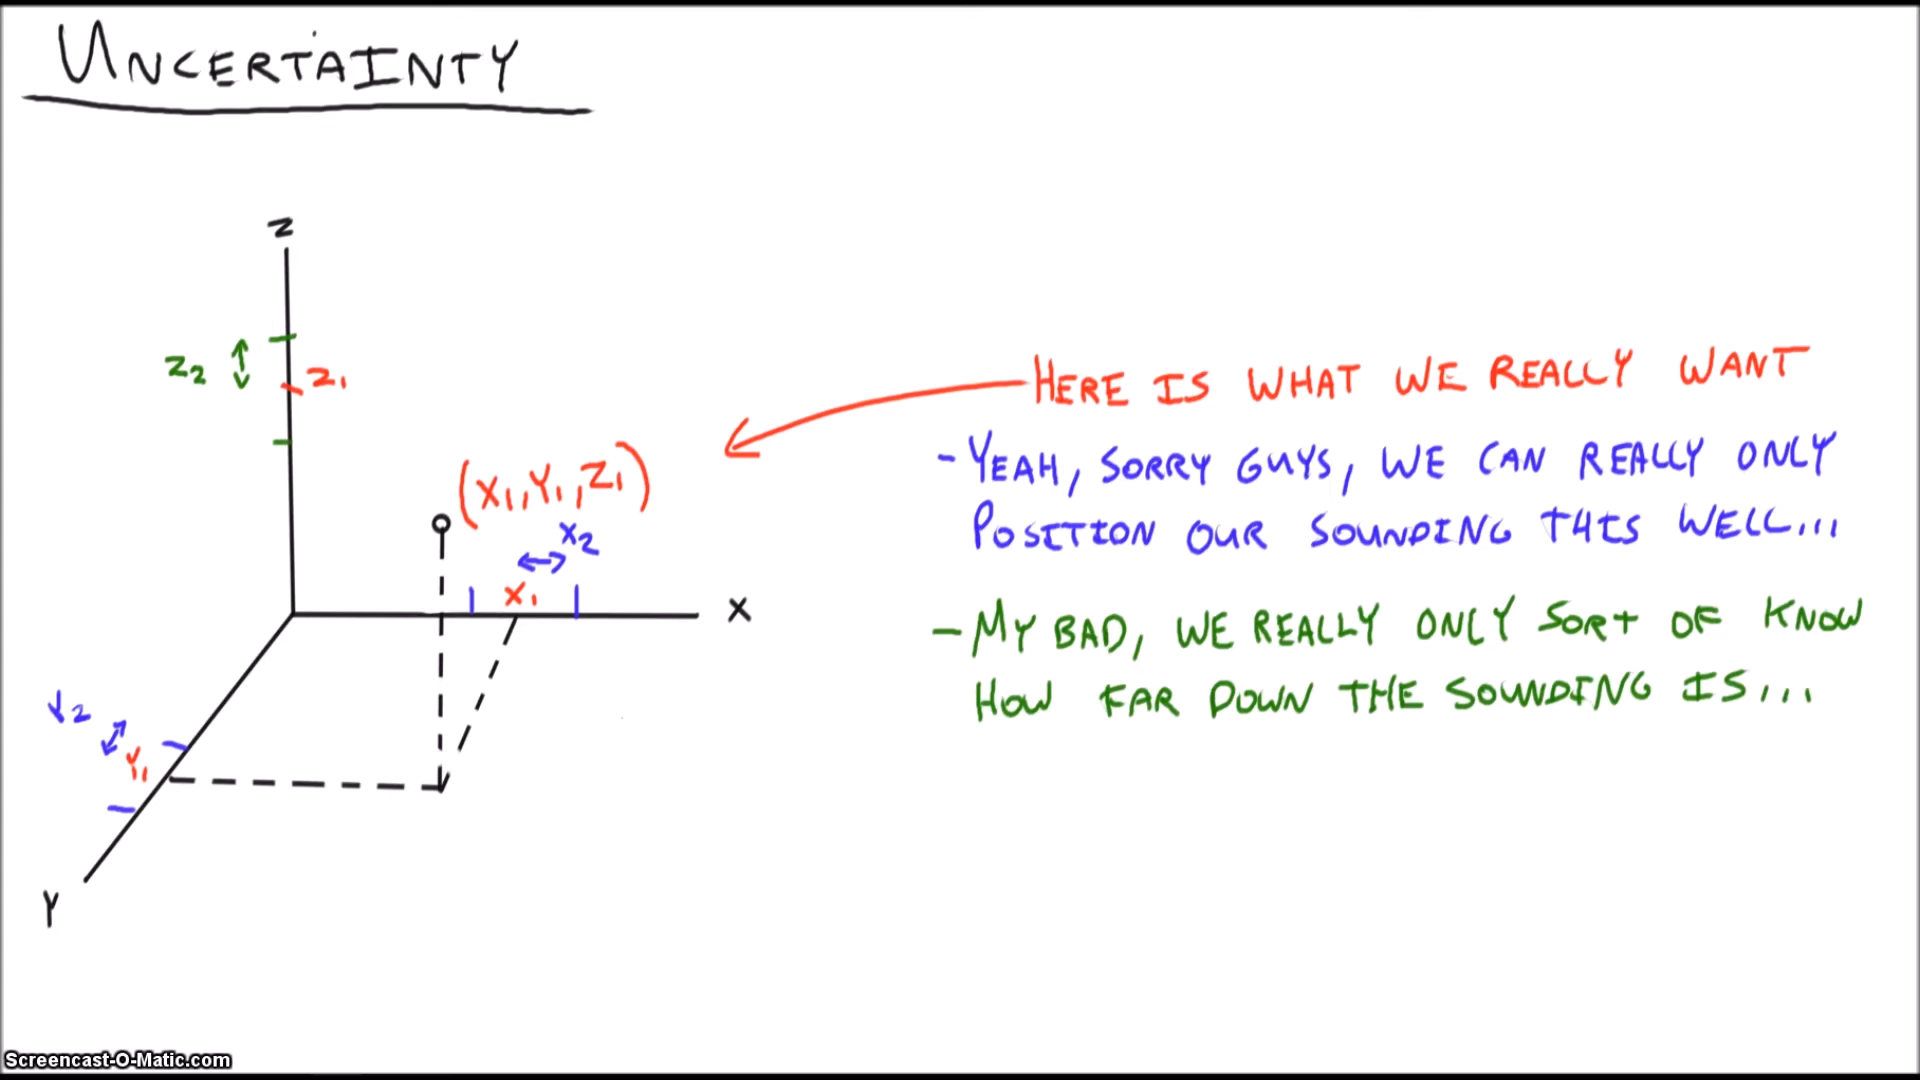 UNCERTAINTY
Z
Z2
Z1
HERE IS WHAT WE REALLY WANT
- YEAH, SORRY GUYS, WE CAN REALLY ONLY
POSITION OUR SOUNDING THIS WELL...
(X1, Y1, Z1)
X2
X1
X
- MY BAD, WE REALLY ONLY SORT OF KNOW
HOW FAR DOWN THE SOUNDING IS...
Y2
Y1
Y
Screencast-O-Matic.com